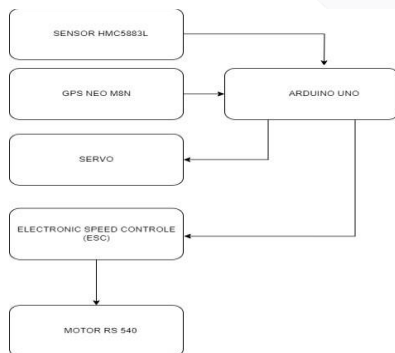 SENSOR HMC5883L
GPS NEO M8N
ARDUINO UNO
SERVO
ELECTRONIC SPEED CONTROLE
(ESC)
MOTOR RS 540